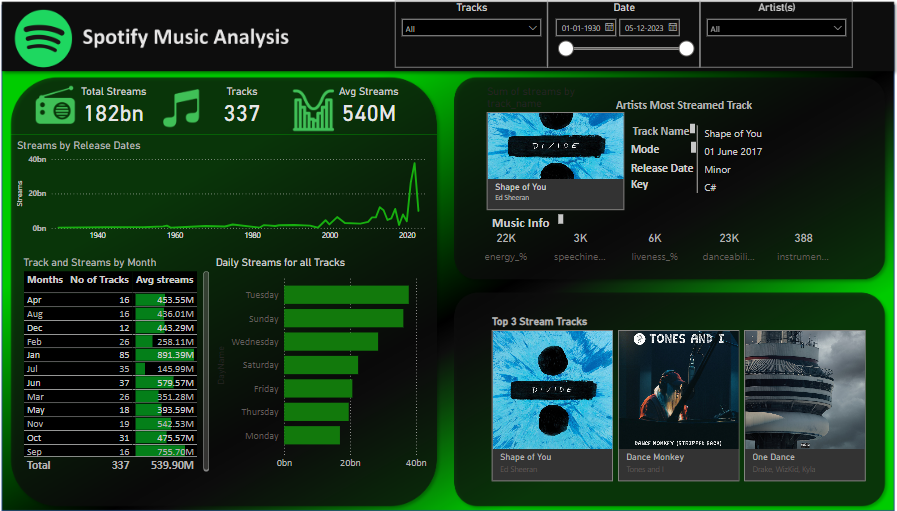 Spotify Music Analysis
Tracks
All
Date
01-01-1930 05-12-2023
Artist(s)
All
Total Streams
182bn
Tracks
337
Avg Streams
540M
Streams by Release Dates
40bn
20bn
0bn
Streams
1940 1960 1980 2000 2020
Track and Streams by Month
Months No of Tracks Avg streams
Apr 16 453.55M
Aug 16 436.01M
Dec 12 443.29M
Feb 26 258.11M
Jan 85 891.39M
Jul 35 145.99M
Jun 37 579.57M
Mar 26 351.28M
May 18 393.59M
Nov 19 542.53M
Oct 31 475.57M
Sep 16 755.70M
Total 337 539.90M
Daily Streams for all Tracks
DayName
Tuesday
Sunday
Wednesday
Saturday
Friday
Thursday
Monday
0bn 20bn 40bn
Sum of streams by
track_name
Artists Most Streamed Track
DIVIDE
Shape of You
Ed Sheeran
Track Name Shape of You
Mode 01 June 2017
Release Date Minor
Key C#
Music Info
22K 3K 6K 23K 388
energy_% speechine... liveness_% danceabili... instrumen...
Top 3 Stream Tracks
DIVIDE
Shape of You
Ed Sheeran
TONES AND I
DANCE MONKEY (STRIPPED BACK)
Dance Monkey
Tones and I
One Dance
Drake, WizKid, Kyla